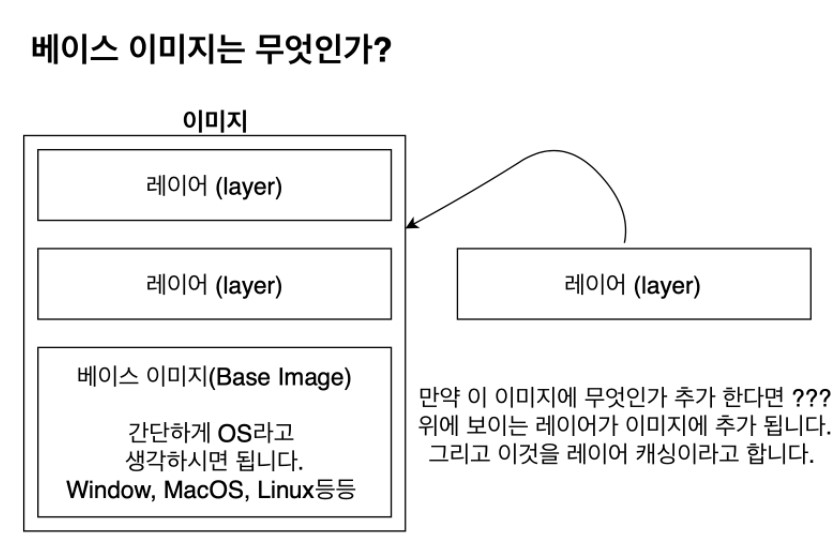 베이스 이미지는 무엇인가?
이미지
레이어 (layer)
레이어 (layer)
베이스 이미지(Base Image)
간단하게 OS라고
생각하시면 됩니다.
Window, MacOS, Linux등등
레이어 (layer)
만약 이 이미지에 무엇인가 추가 한다면 ???
위에 보이는 레이어가 이미지에 추가 됩니다.
그리고 이것을 레이어 캐싱이라고 합니다.